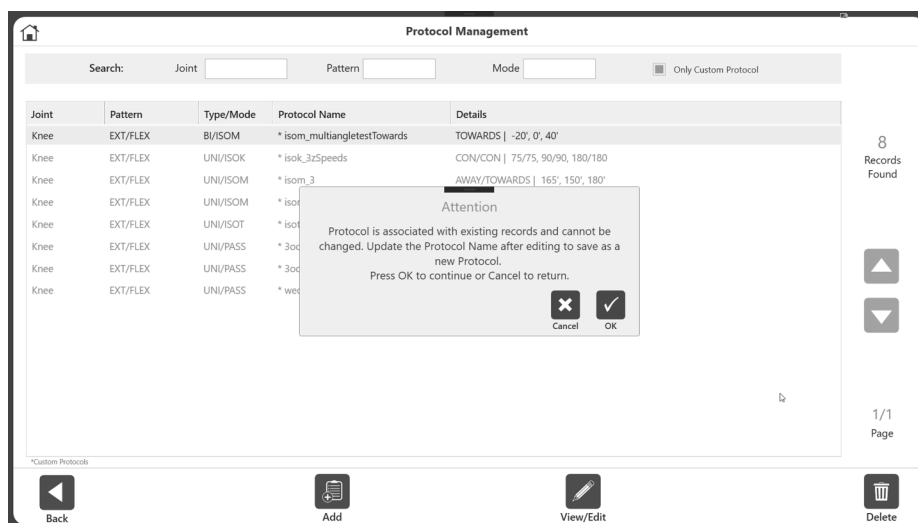 Protocol Management
Search: Joint Pattern Mode Only Custom Protocol
Joint Pattern Type/Mode Protocol Name Details
Knee EXT/FLEX BI/ISOM * isom_multiangletestTowards TOWARDS | -20', 0', 40'
Knee EXT/FLEX UNI/ISOK * isok_3zSpeeds CON/CON | 75/75, 90/90, 180/180
Knee EXT/FLEX UNI/ISOM * isom_3 AWAY/TOWARDS | 165', 150', 180'
Knee EXT/FLEX UNI/ISOM
Knee EXT/FLEX UNI/ISOT
Knee EXT/FLEX UNI/PASS
Knee EXT/FLEX UNI/PASS
Knee EXT/FLEX UNI/PASS
8
Records
Found
Attention
Protocol is associated with existing records and cannot be
changed. Update the Protocol Name after editing to save as a
new Protocol.
Press OK to continue or Cancel to return.
Cancel OK
1/1
Page
*Custom Protocols
Back Add View/Edit Delete